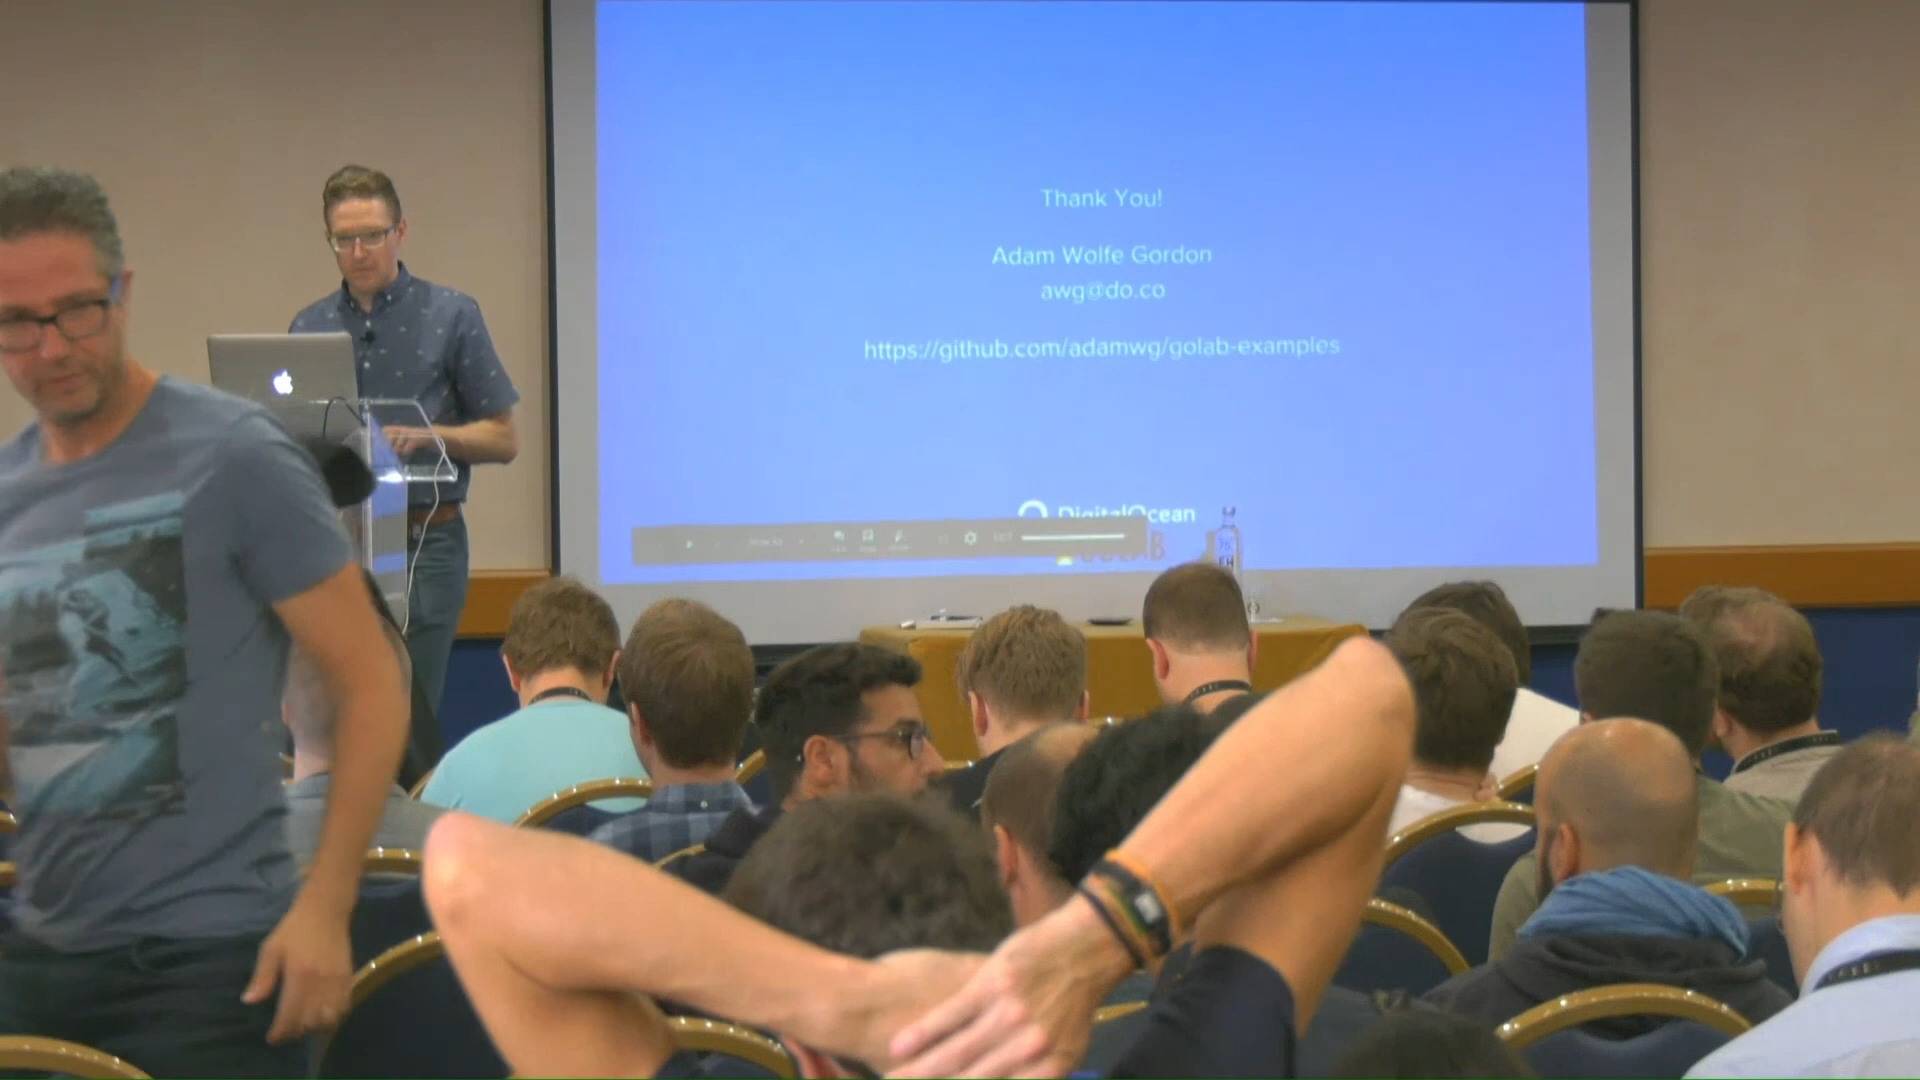 Thank You!
Adam Wolfe Gordon
awg@do.co
https://github.com/adamwg/golab-examples
DigitalOcean